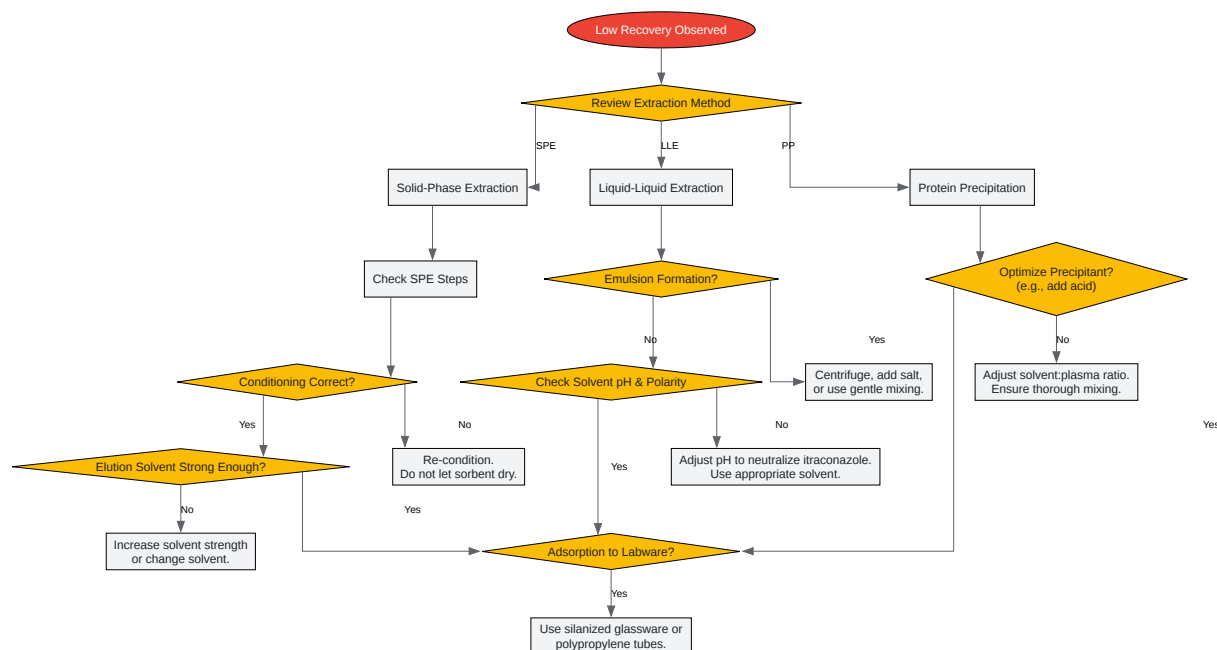 Low Recovery Observed
Review Extraction Method
SPE
LLE
PP
Solid-Phase Extraction
Liquid-Liquid Extraction
Protein Precipitation
Check SPE Steps
Emulsion Formation?
Optimize Precipitant?
(e.g., add acid)
No
Yes
No
Conditioning Correct?
Check Solvent pH & Polarity
Centrifuge, add salt,
or use gentle mixing.
Adjust solvent:plasma ratio.
Ensure thorough mixing.
Yes
No
No
Yes
Elution Solvent Strong Enough?
Re-condition.
Do not let sorbent dry.
Yes
Adjust pH to neutralize itraconazole.
Use appropriate solvent.
No
Yes
Increase solvent strength
or change solvent.
Adsorption to Labware?
Yes
Use silanized glassware or
polypropylene tubes.